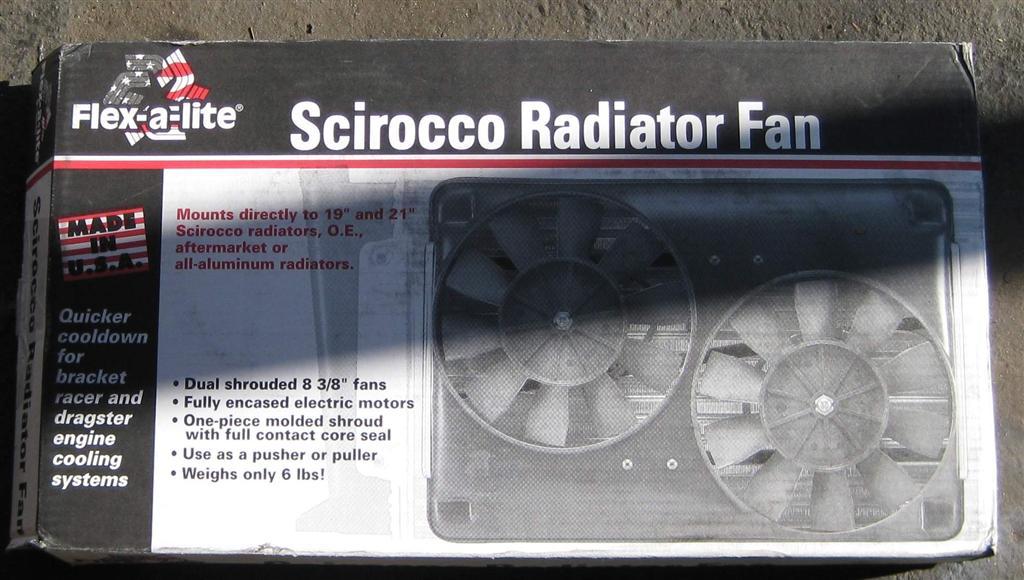 Flex-a-lite®
Scirocco Radiator Fan
MADE
IN
U.S.A.
Mounts directly to 19" and 21"
Scirocco radiators, O.E.,
aftermarket or
all-aluminum radiators.
Quicker
cooldown
for
bracket
racer and
dragster
engine
cooling
systems
• Dual shrouded 8 3/8" fans
• Fully encased electric motors
• One-piece molded shroud
with full contact core seal
• Use as a pusher or puller
• Weighs only 6 lbs!
Scirocco Radiator Fan